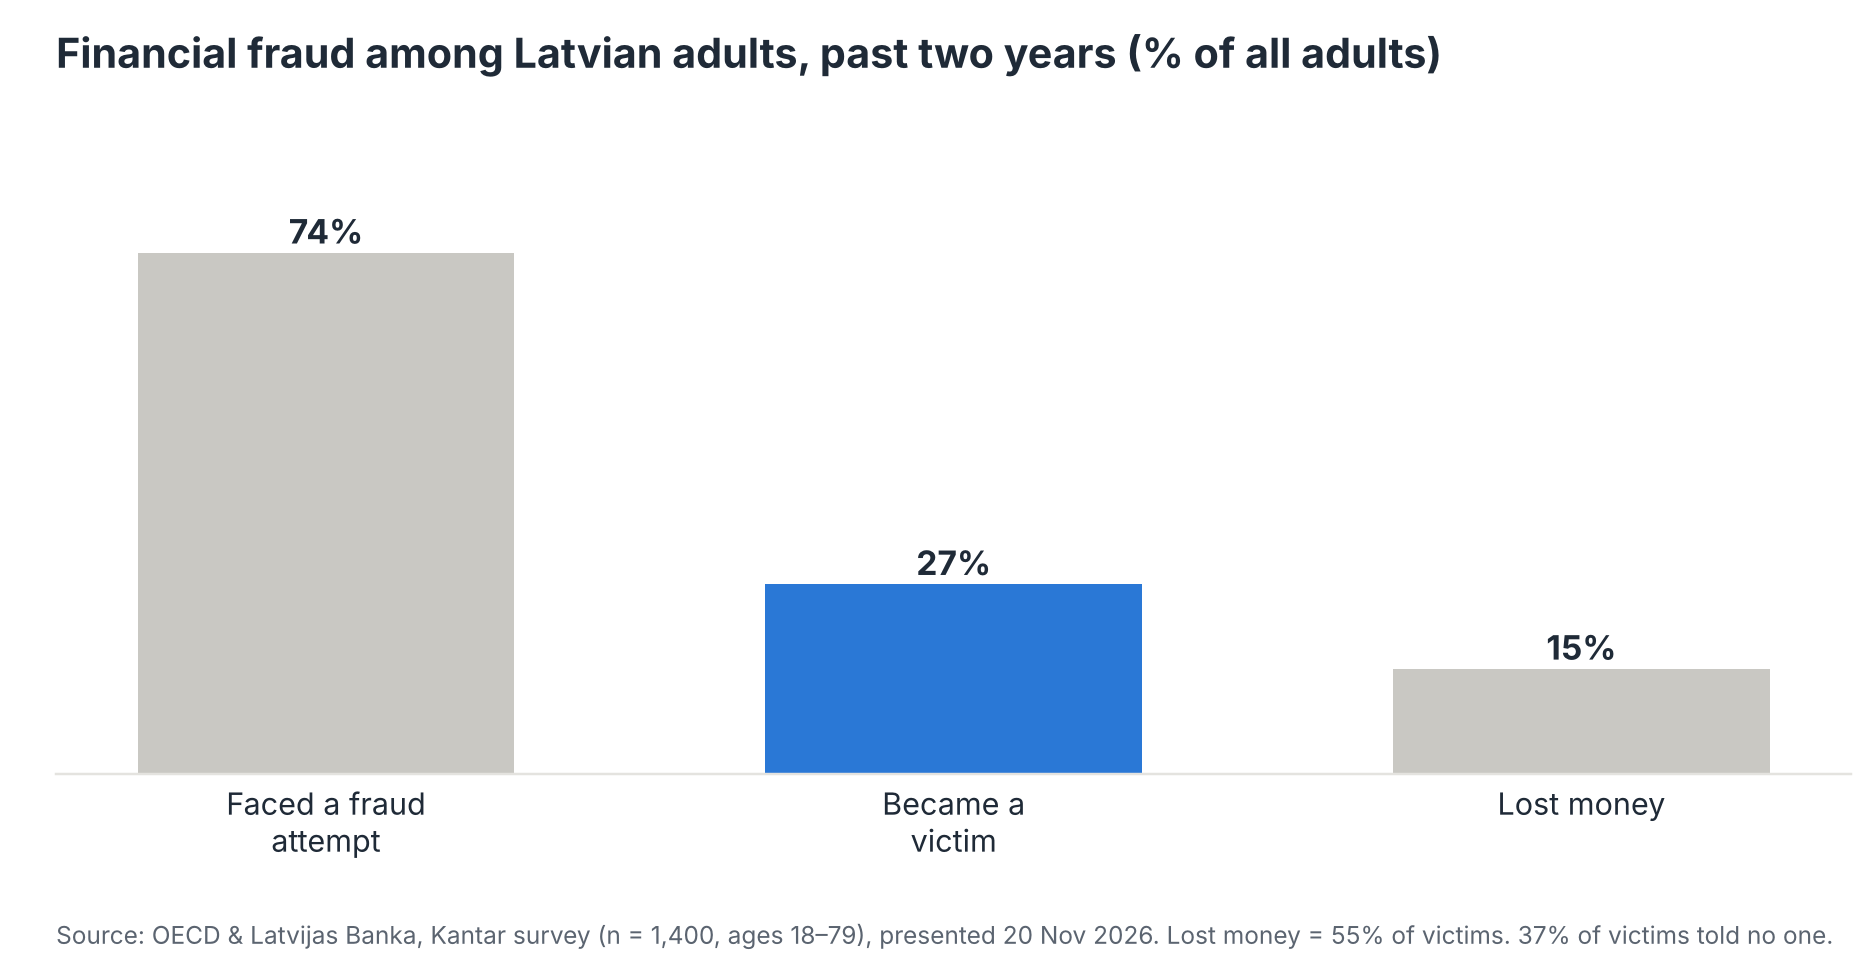 Financial fraud among Latvian adults, past two years (% of all adults)
74%
27%
15%
Faced a fraud
attempt
Became a
victim
Lost money
Source: OECD & Latvijas Banka, Kantar survey (n = 1,400, ages 18–79), presented 20 Nov 2026. Lost money = 55% of victims. 37% of victims told no one.